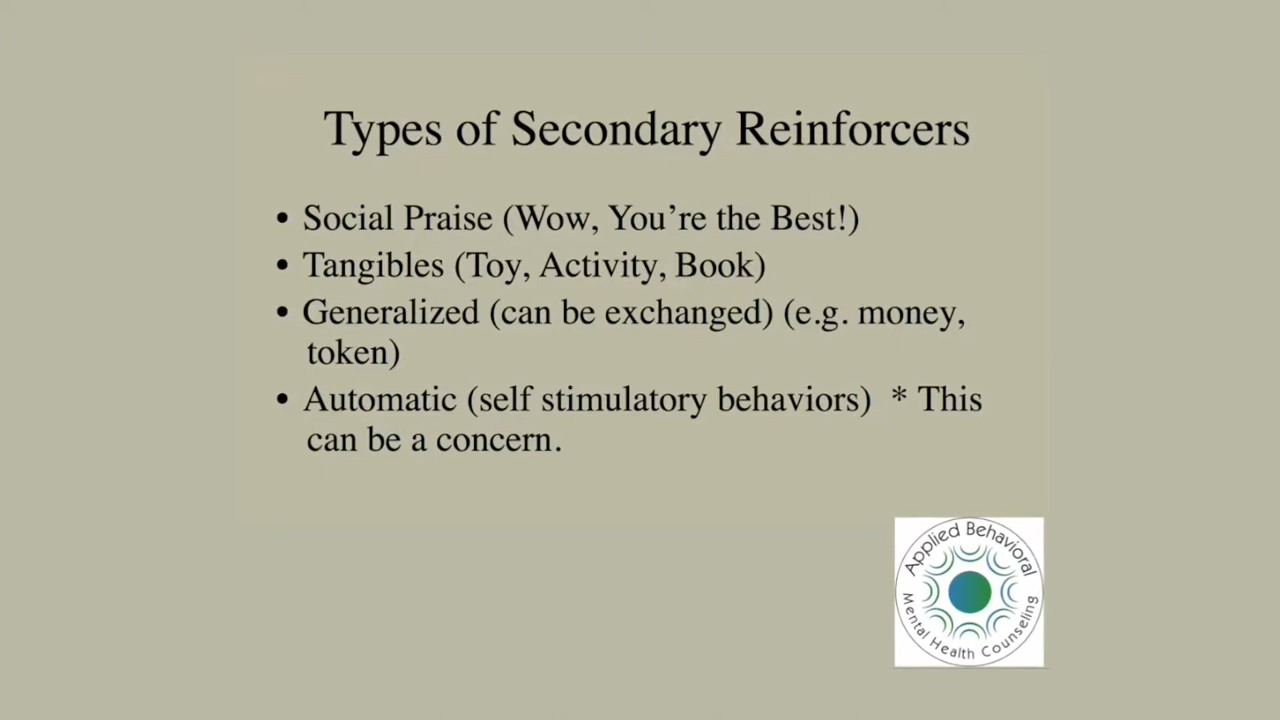 Types of Secondary Reinforcers
• Social Praise (Wow, You’re the Best!)
• Tangibles (Toy, Activity, Book)
• Generalized (can be exchanged) (e.g. money,
token)
• Automatic (self stimulatory behaviors)  * This
can be a concern.
Applied Behavioral
Mental Health Counseling